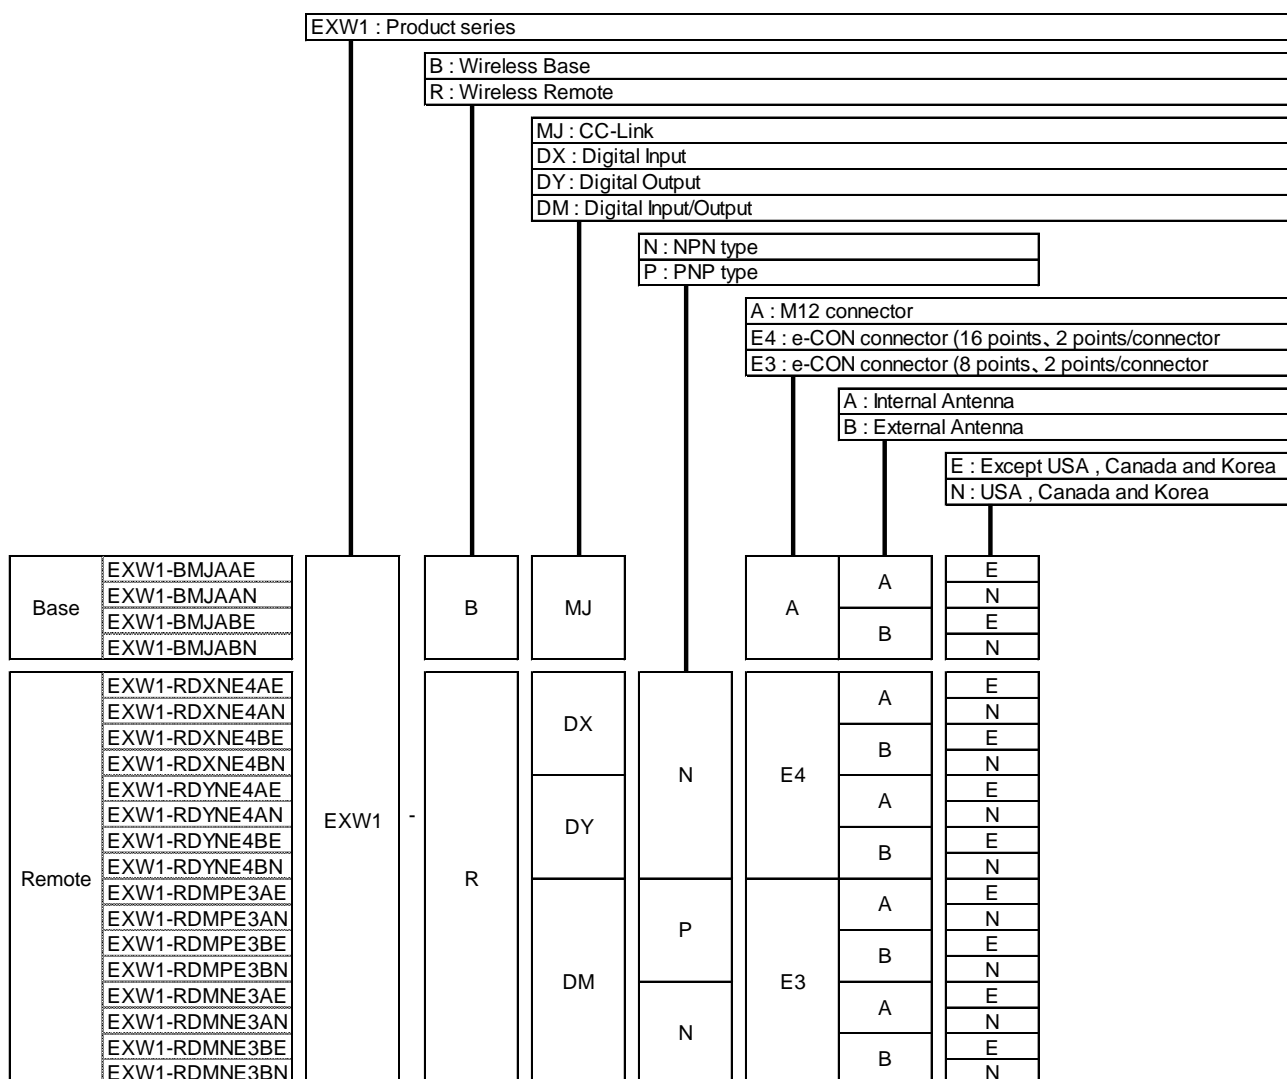 EXW1 : Product series
B : Wireless Base
R : Wireless Remote
MJ : CC-Link
DX : Digital Input
DY : Digital Output
DM : Digital Input/Output
N : NPN type
P : PNP type
A : M12 connector
E4 : e-CON connector (16 points、2 points/connector
E3 : e-CON connector (8 points、2 points/connector
A : Internal Antenna
B : External Antenna
E : Except USA , Canada and Korea
N : USA , Canada and Korea
Base
EXW1-BMJAAE
EXW1-BMJAAN
EXW1-BMJABE
EXW1-BMJABN
B
MJ
A
A
B
E
N
E
N
Remote
EXW1-RDXNE4AE
EXW1-RDXNE4AN
EXW1-RDXNE4BE
EXW1-RDXNE4BN
EXW1-RDYNE4AE
EXW1-RDYNE4AN
EXW1-RDYNE4BE
EXW1-RDYNE4BN
EXW1-RDMPE3AE
EXW1-RDMPE3AN
EXW1-RDMPE3BE
EXW1-RDMPE3BN
EXW1-RDMNE3AE
EXW1-RDMNE3AN
EXW1-RDMNE3BE
EXW1-RDMNE3BN
EXW1
-
R
DX
DY
DM
N
P
N
E4
E3
A
B
A
B
A
B
A
B
E
N
E
N
E
N
E
N
E
N
E
N
E
N
E
N